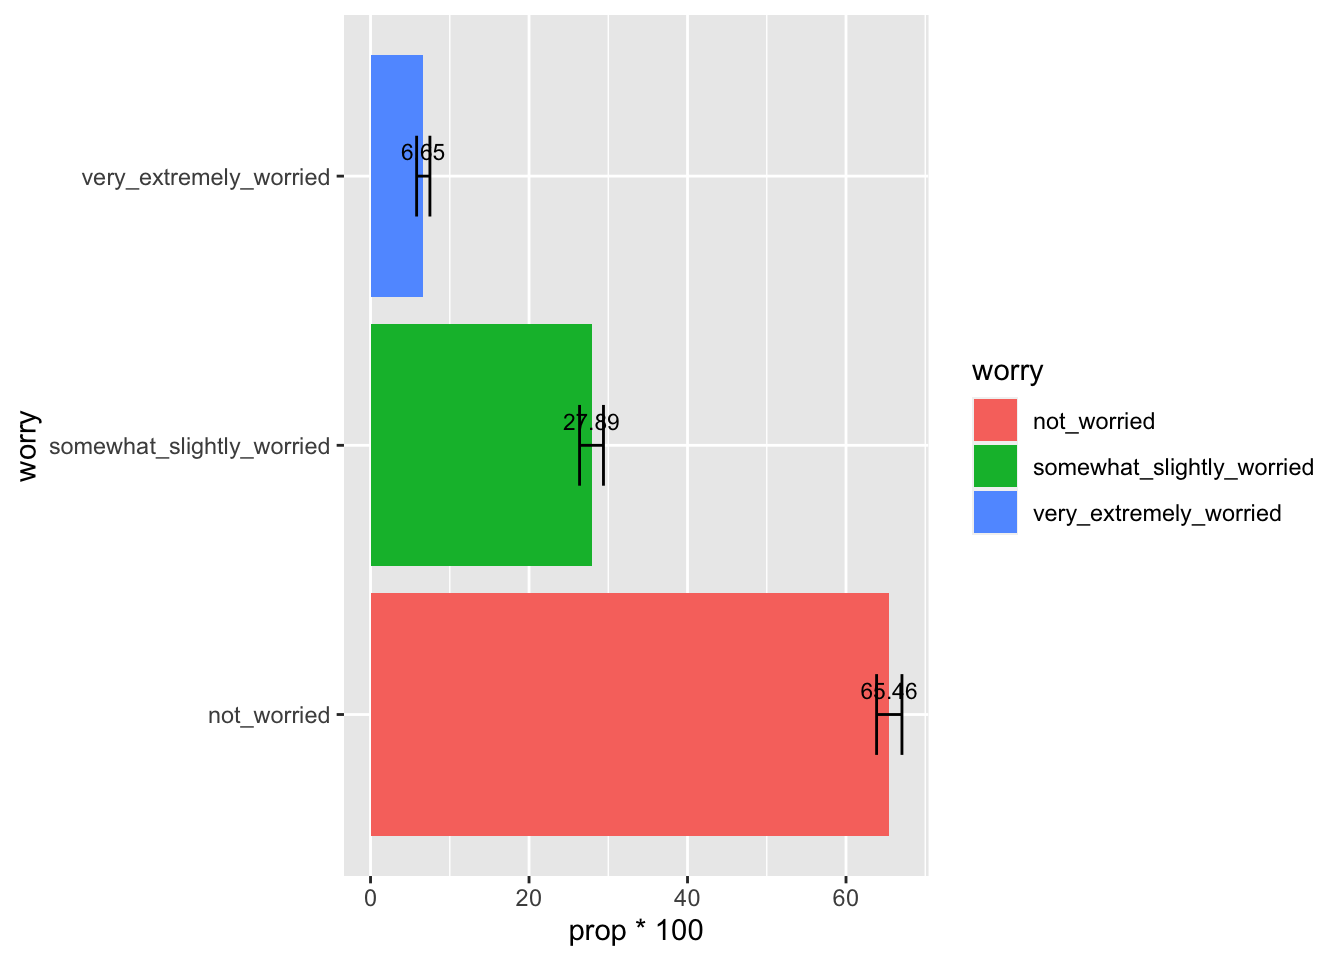 very_extremely_worried
somewhat_slightly_worried
not_worried
worry
6.65
27.89
65.46
0 20 40 60
prop * 100
worry
not_worried
somewhat_slightly_worried
very_extremely_worried